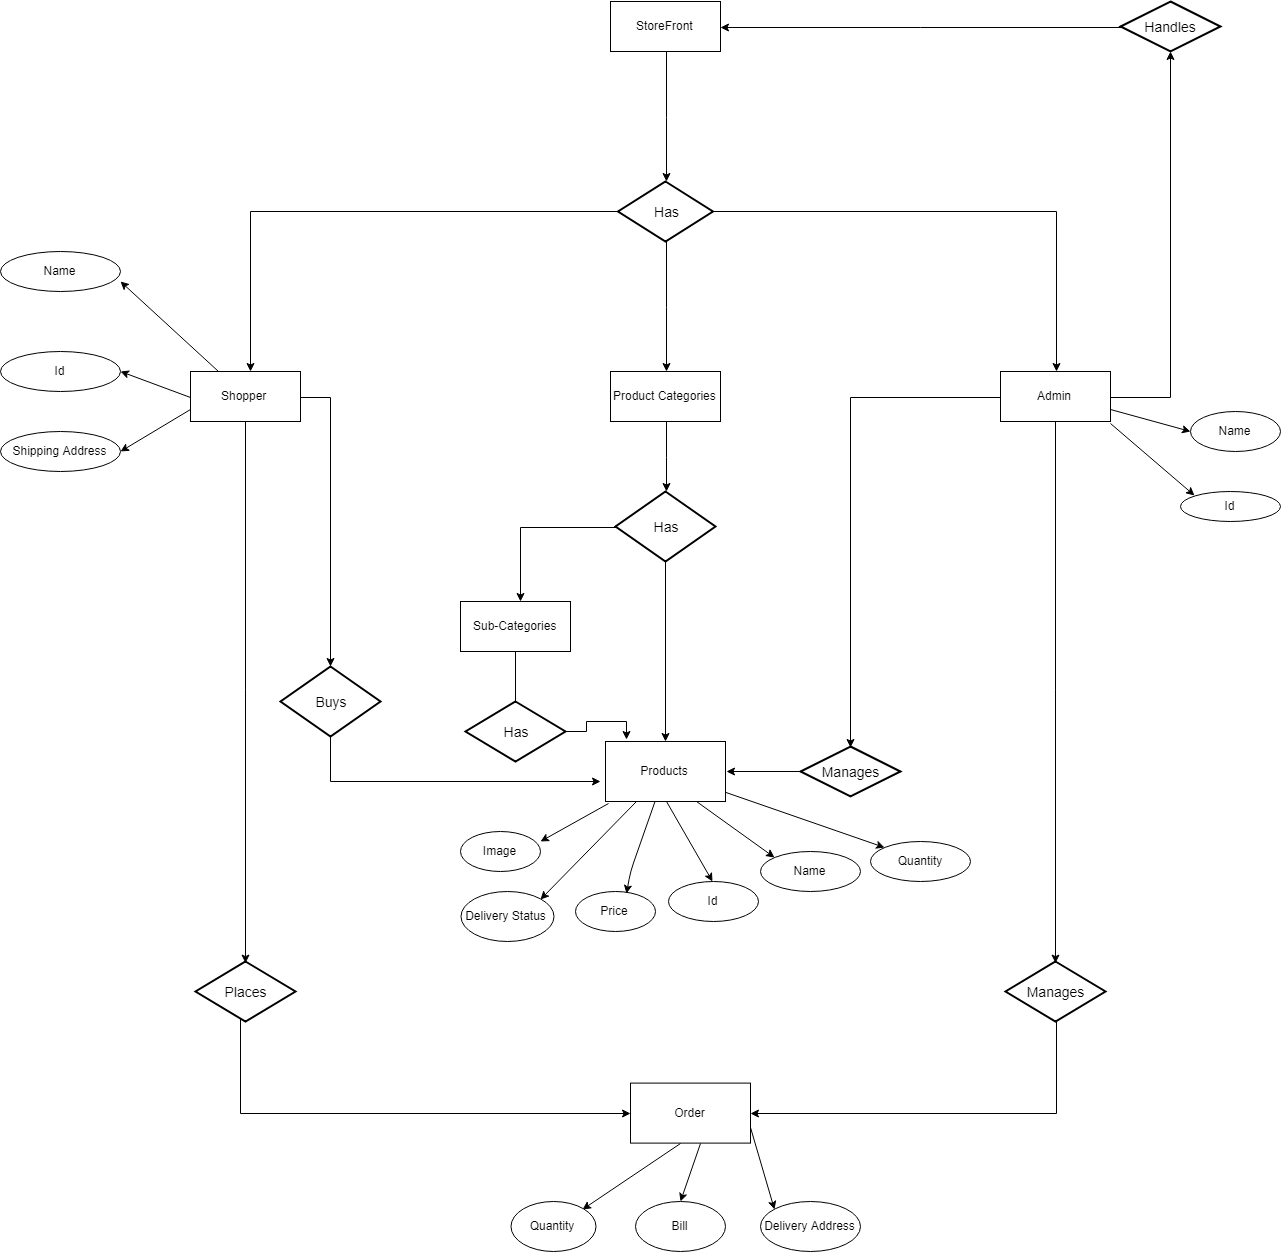 StoreFront
Handles
Has
Name
Id
Shopper
Product Categories
Admin
Name
Shipping Address
Id
Has
Sub-Categories
Buys
Has
Products
Manages
Image
Delivery Status
Price
Id
Name
Quantity
Places
Manages
Order
Quantity
Bill
Delivery Address